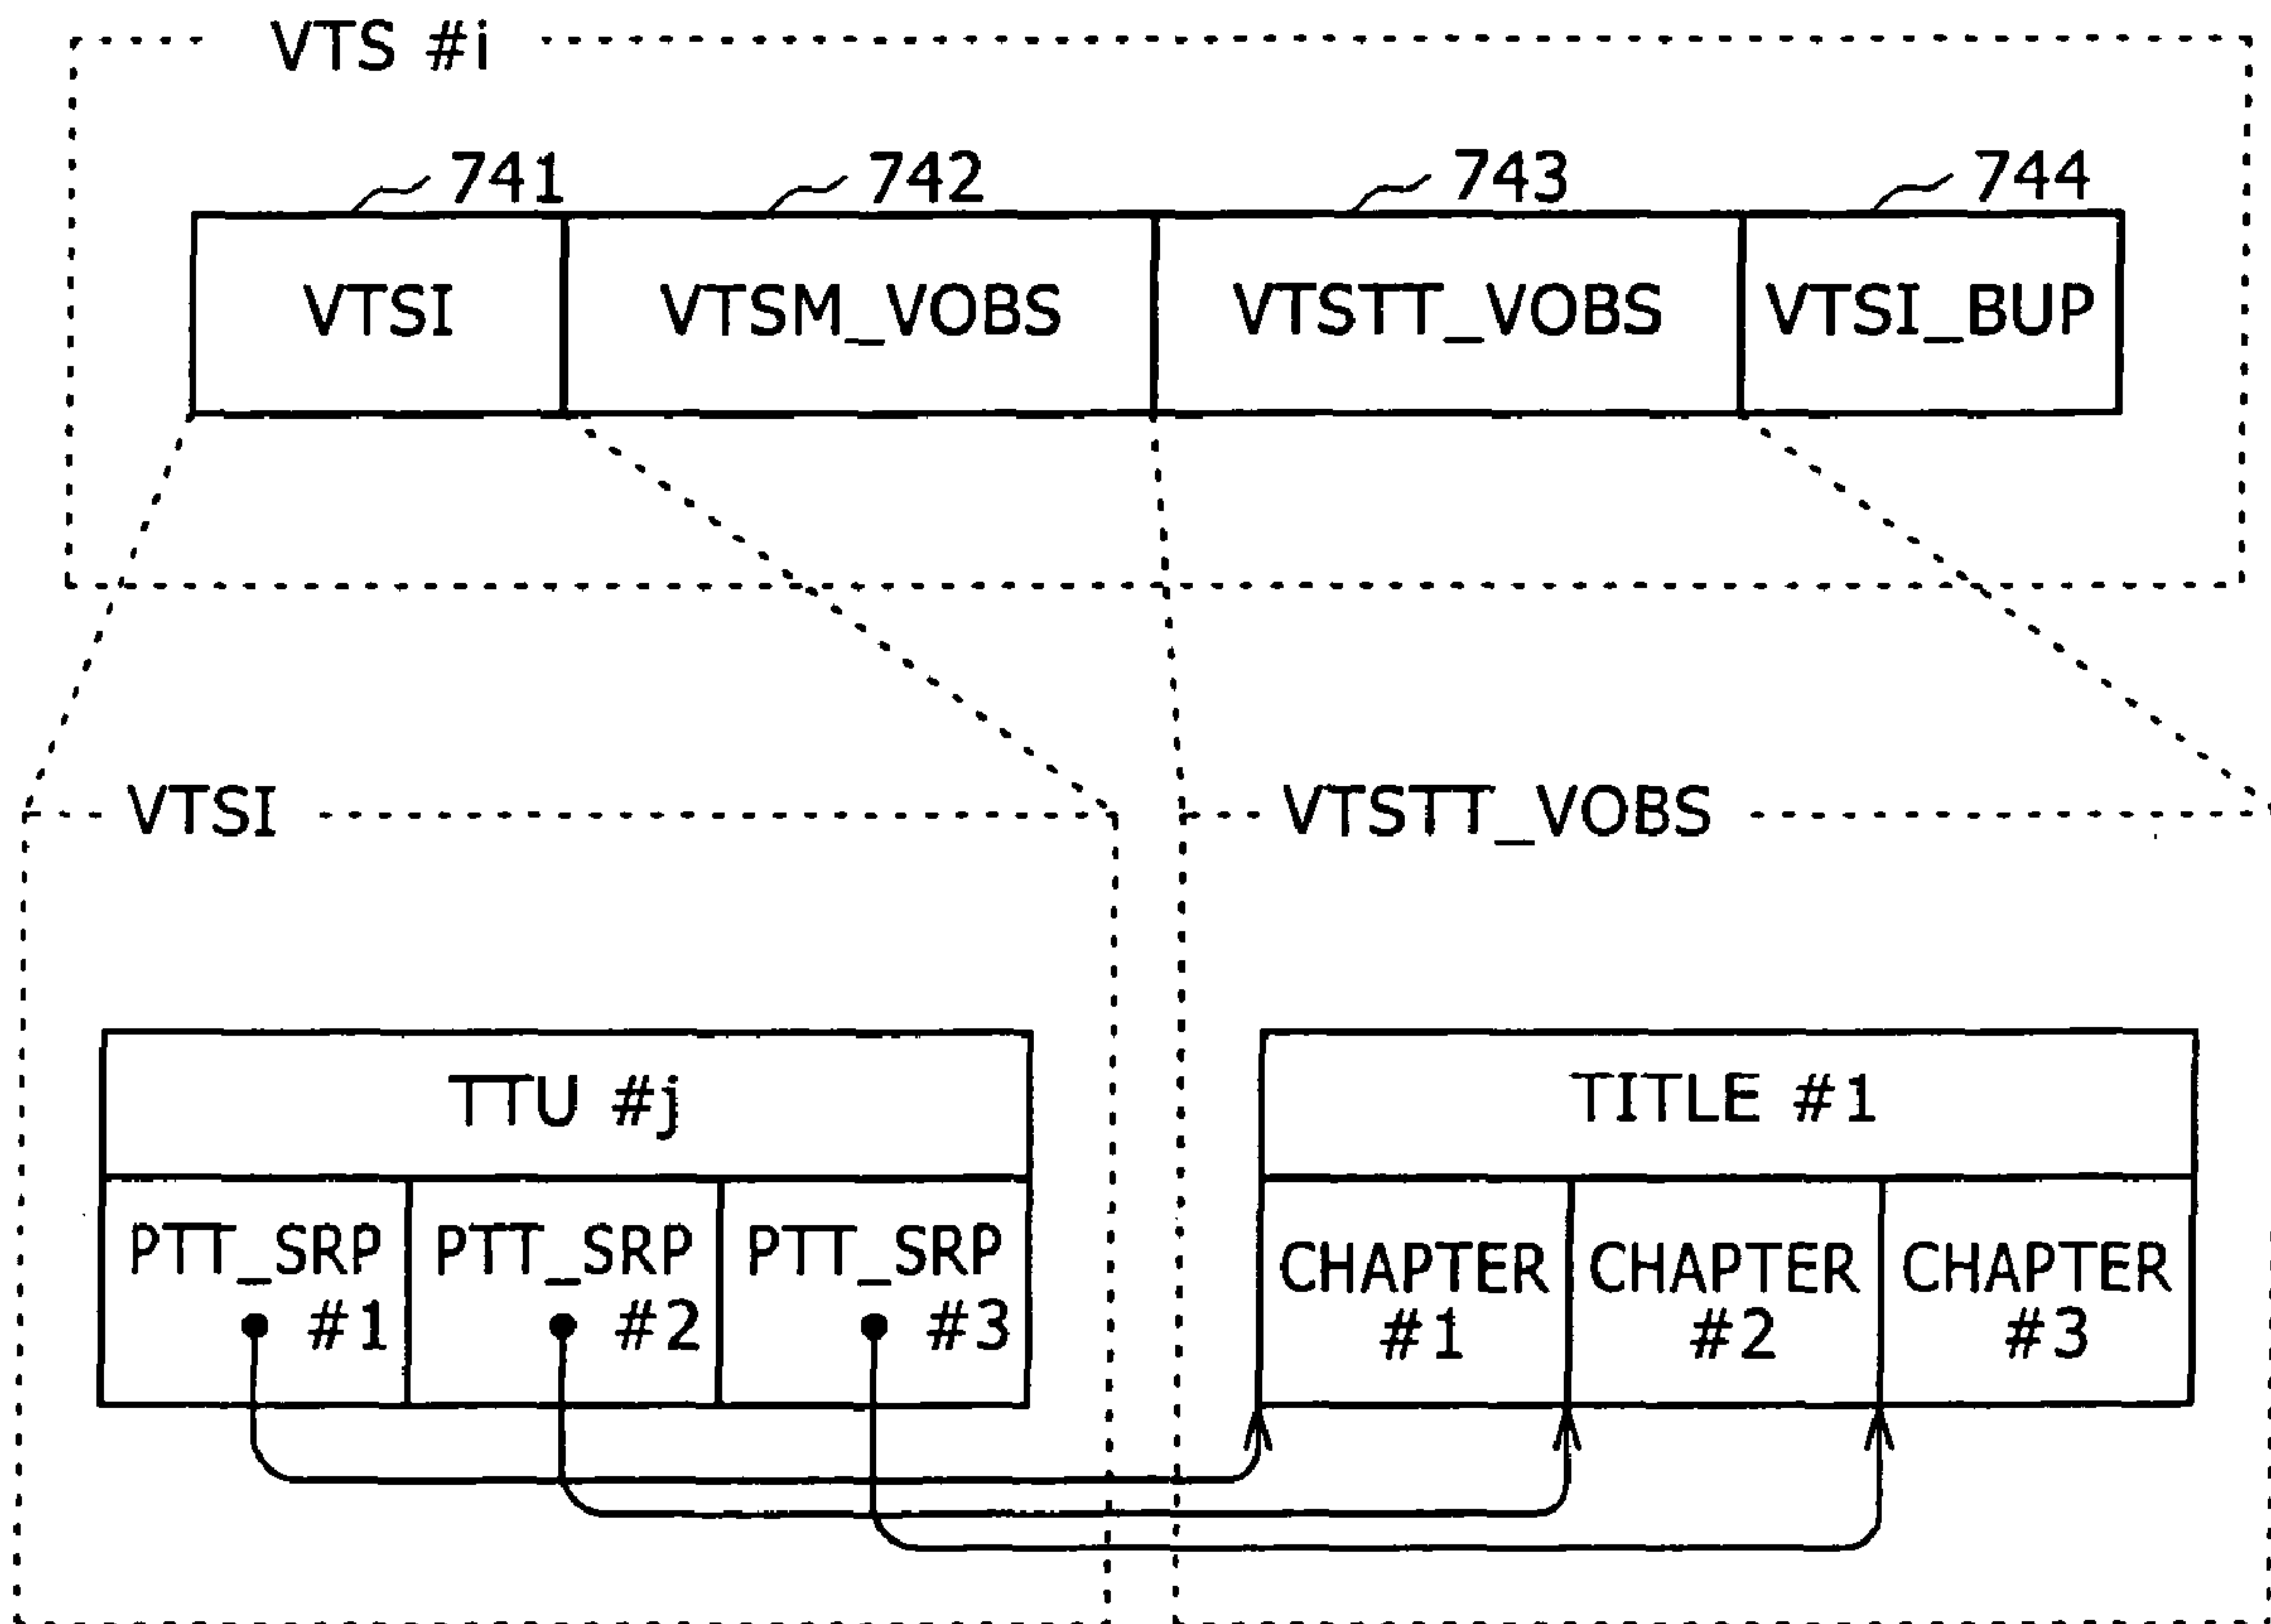 VTS #i
741 742 743 744
VTSI VTSM_VOBS VTSTT_VOBS VTSI_BUP
VTSI VTSTT_VOBS
TTU #j TITLE #1
PTT_SRP PTT_SRP PTT_SRP CHAPTER CHAPTER CHAPTER
#1 #2 #3 #1 #2 #3